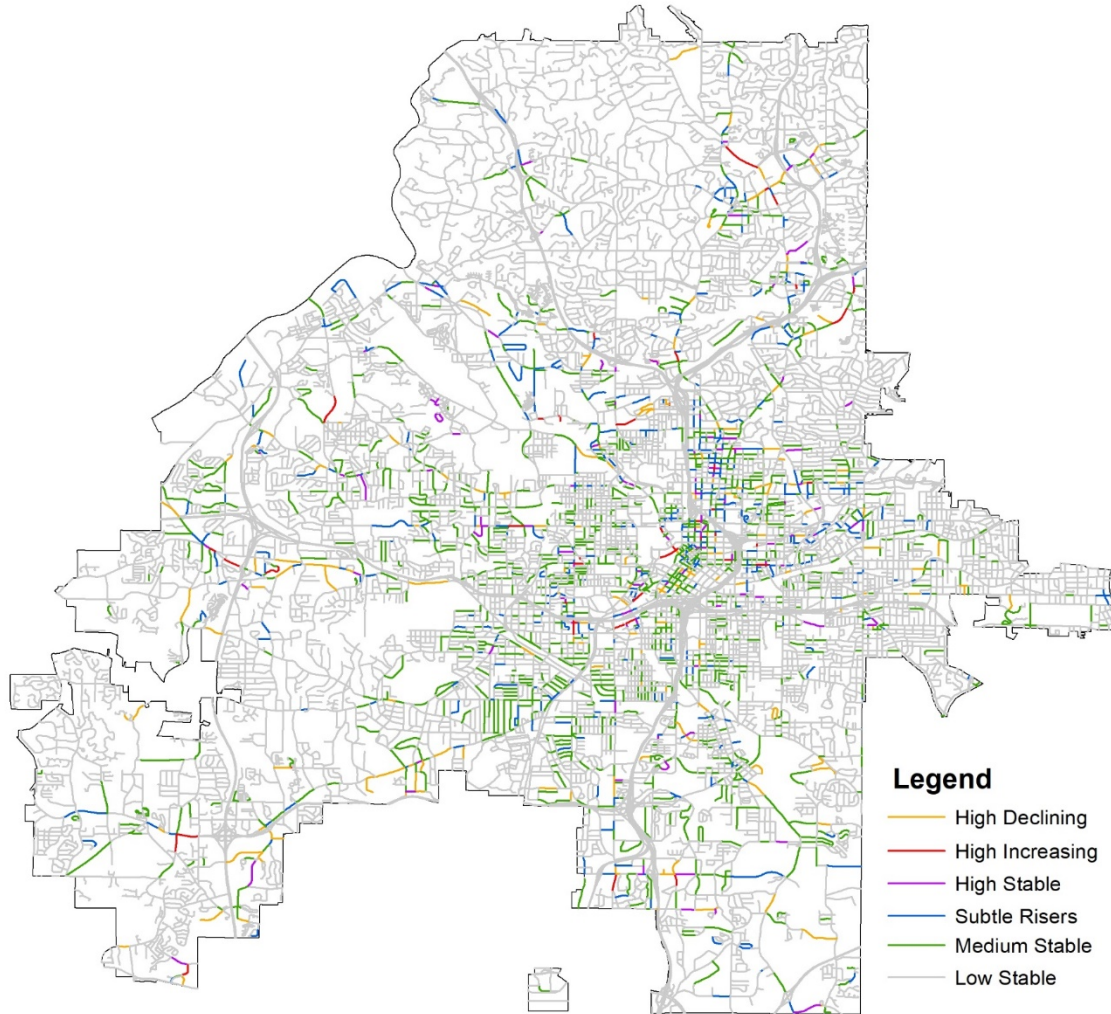 Legend
High Declining
High Increasing
High Stable
Subtle Risers
Medium Stable
Low Stable